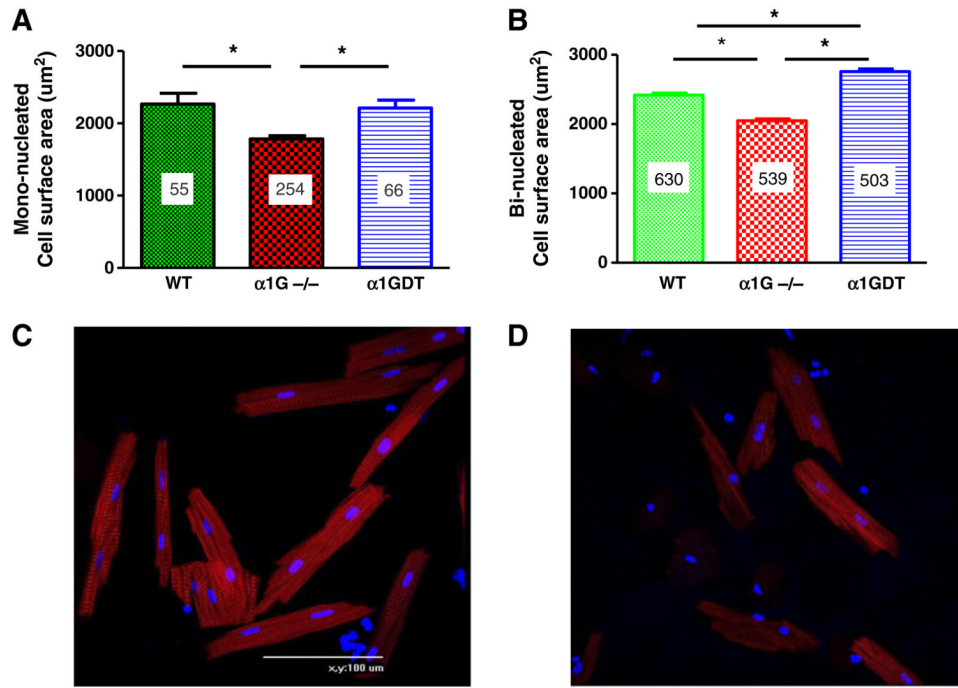 A
Mono-nucleated
Cell surface area (um²)
3000
2000
1000
0
*
*
55
254
66
WT
α1G –/–
α1GDT
B
Bi-nucleated
Cell surface area (um²)
3000
2000
1000
0
*
*
*
630
539
503
WT
α1G –/–
α1GDT
C
x,y:100 um
D